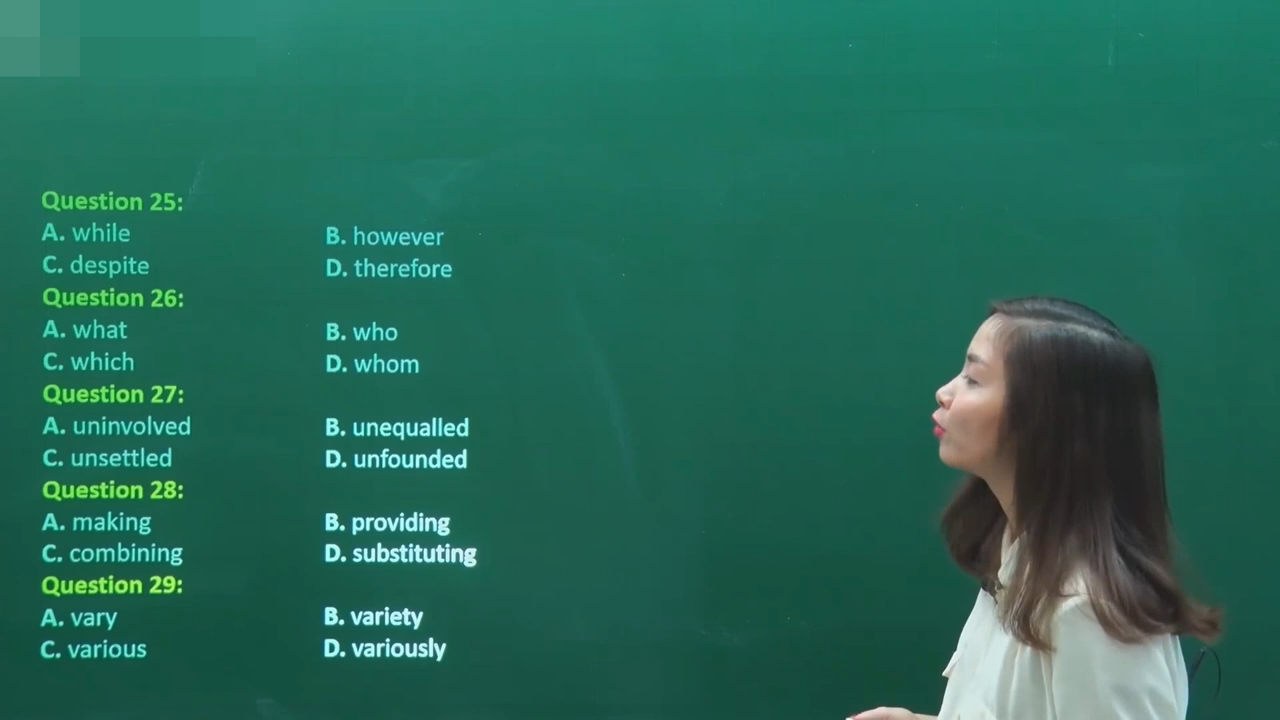 Question 25:
A. while B. however
C. despite D. therefore
Question 26:
A. what B. who
C. which D. whom
Question 27:
A. uninvolved B. unequalled
C. unsettled D. unfounded
Question 28:
A. making B. providing
C. combining D. substituting
Question 29:
A. vary B. variety
C. various D. variously